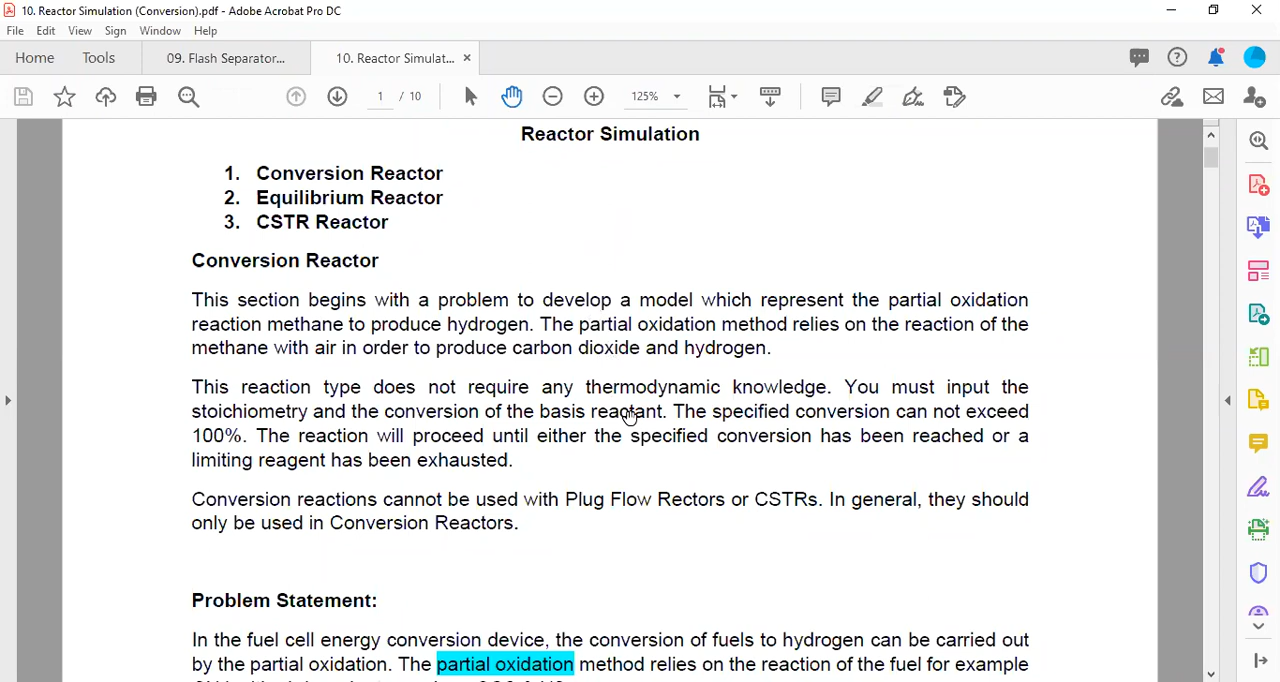 10. Reactor Simulation (Conversion).pdf - Adobe Acrobat Pro DC
File Edit View Sign Window Help
Home Tools 09. Flash Separator... 10. Reactor Simulat... ×
1 / 10 125%
Reactor Simulation
1. Conversion Reactor
2. Equilibrium Reactor
3. CSTR Reactor
Conversion Reactor
This section begins with a problem to develop a model which represent the partial oxidation
reaction methane to produce hydrogen. The partial oxidation method relies on the reaction of the
methane with air in order to produce carbon dioxide and hydrogen.
This reaction type does not require any thermodynamic knowledge. You must input the
stoichiometry and the conversion of the basis reactant. The specified conversion can not exceed
100%. The reaction will proceed until either the specified conversion has been reached or a
limiting reagent has been exhausted.
Conversion reactions cannot be used with Plug Flow Rectors or CSTRs. In general, they should
only be used in Conversion Reactors.
Problem Statement:
In the fuel cell energy conversion device, the conversion of fuels to hydrogen can be carried out
by the partial oxidation. The partial oxidation method relies on the reaction of the fuel for example